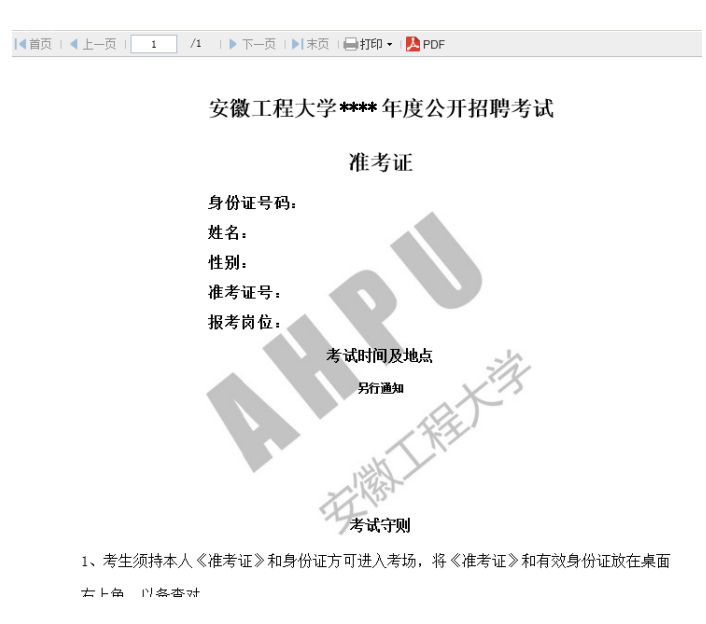 首页 上一页 1 /1 下一页 末页 打印 PDF
安徽工程大学****年度公开招聘考试
准考证
身份证号码：
姓名：
性别：
准考证号：
报考岗位：
AHPU
考试时间及地点
另行通知
安徽工程大学
考试守则
1、考生须持本人《准考证》和身份证方可进入考场，将《准考证》和有效身份证放在桌面
右上角，以备查对